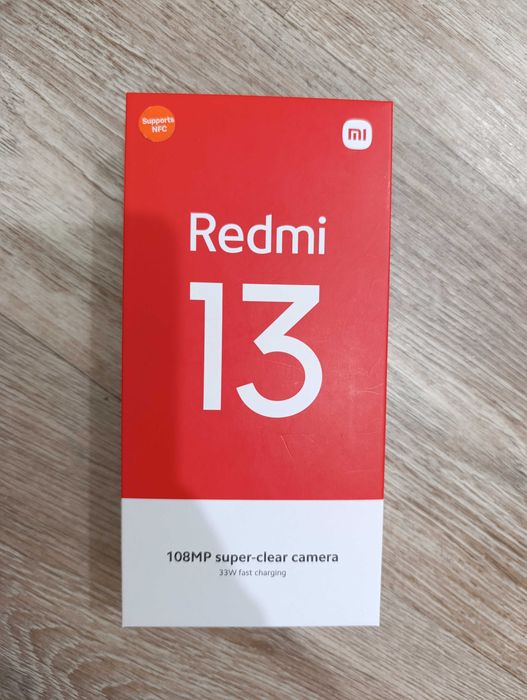 Supports
NFC
mi
Redmi
13
108MP super-clear camera
33W fast charging